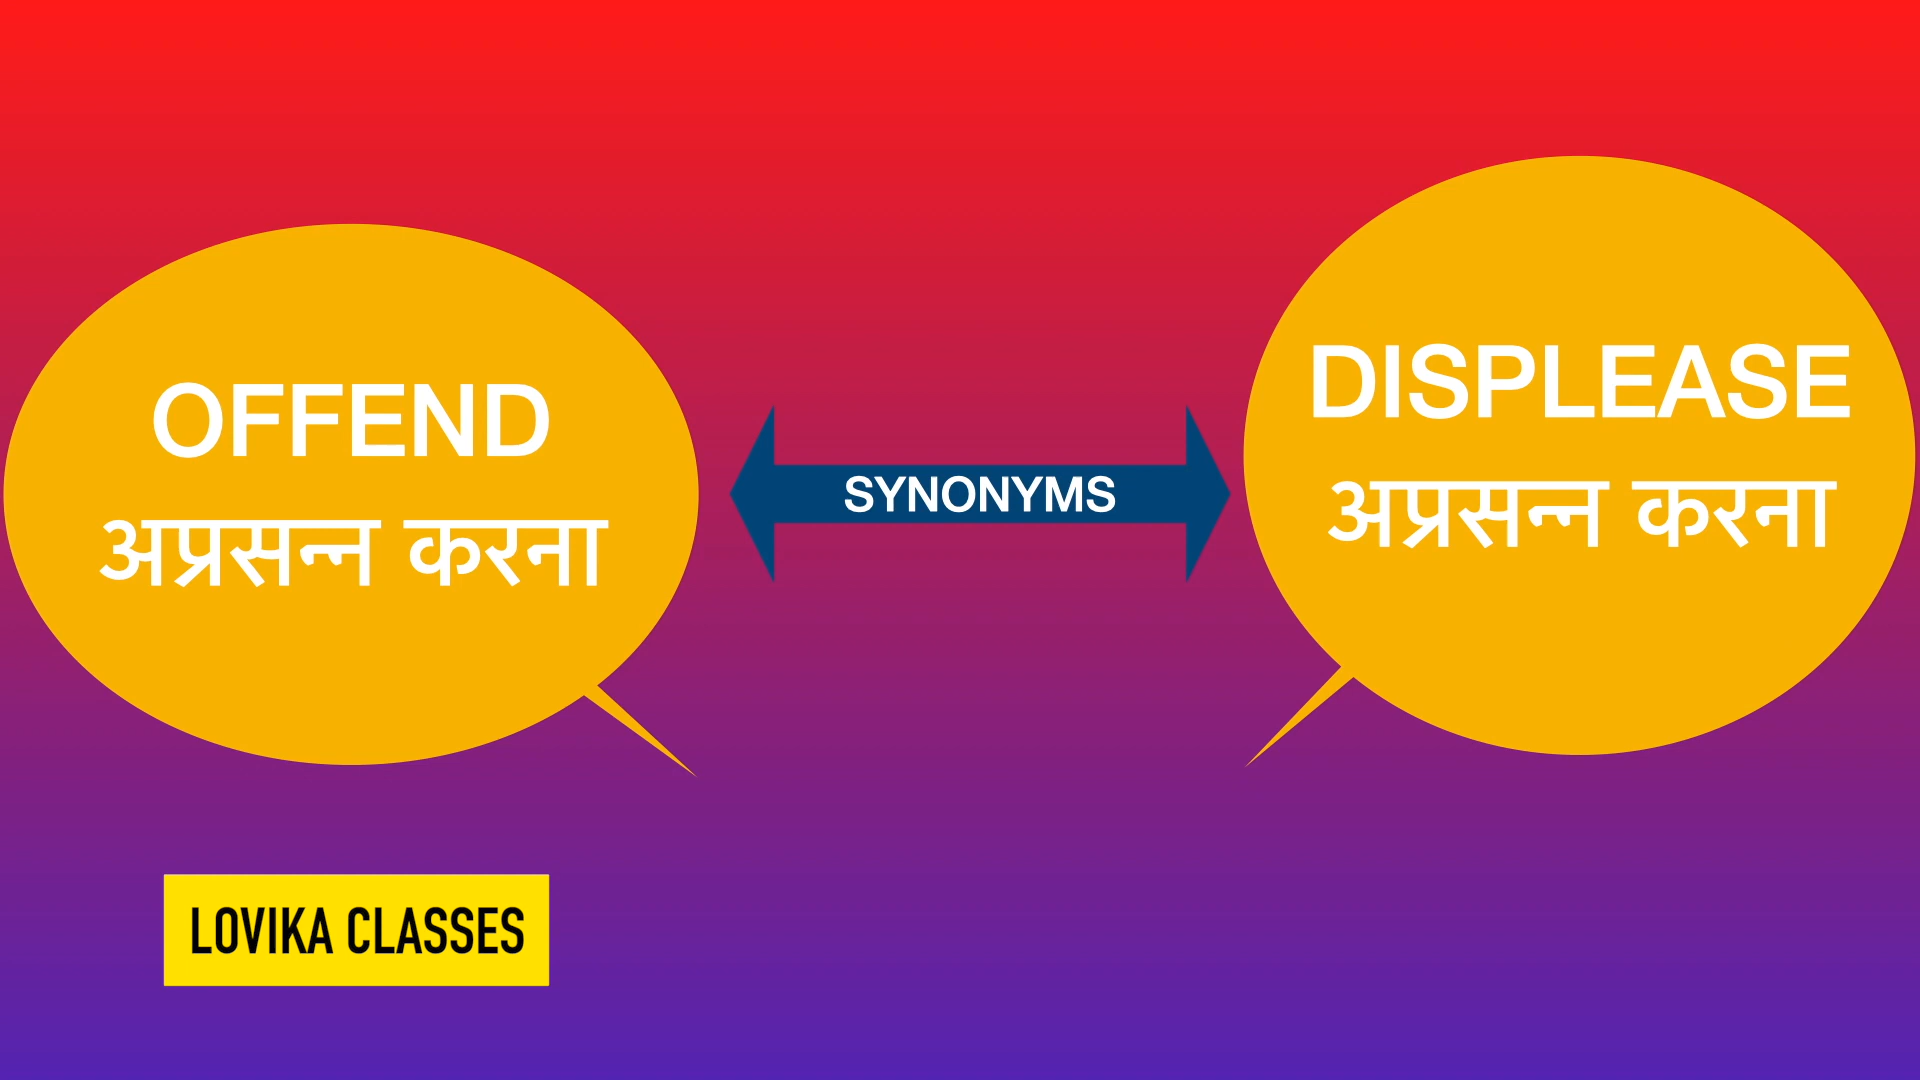 OFFEND
अप्रसन्न करना
SYNONYMS
DISPLEASE
अप्रसन्न करना
LOVIKA CLASSES